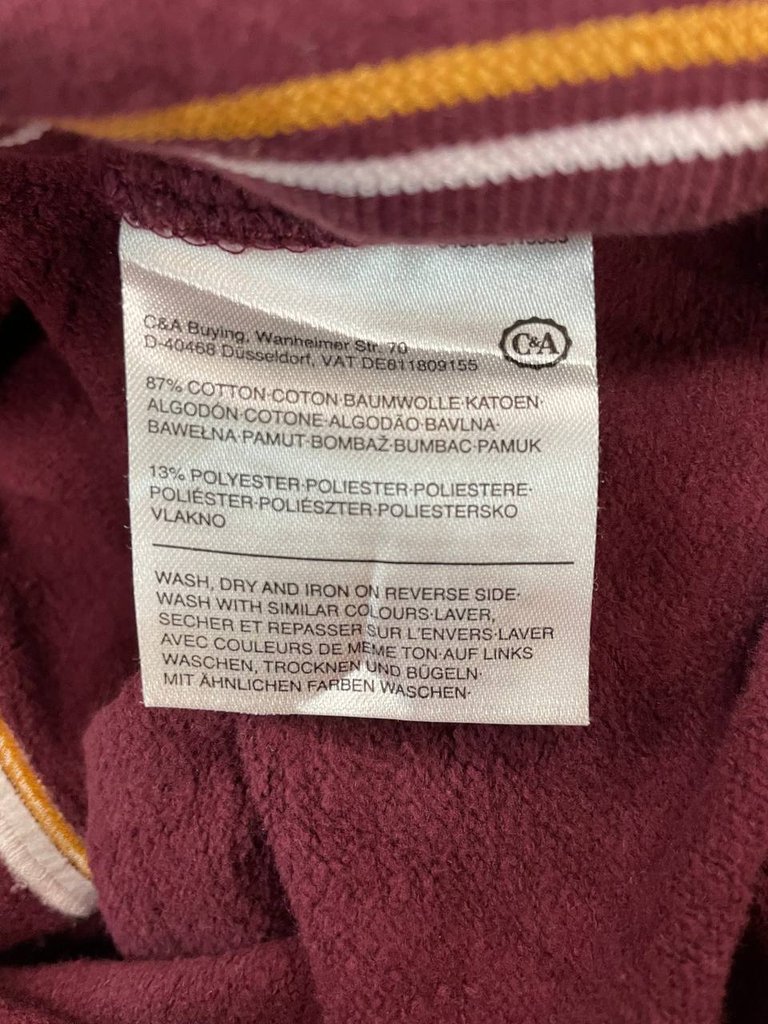 C&A Buying, Wanheimer Str. 70
D-40468 Düsseldorf, VAT DE811809155
C&A
87% COTTON·COTON·BAUMWOLLE·KATOEN·
ALGODÓN·COTONE·ALGODÃO·BAVLNA·
BAWEŁNA·PAMUT·BOMBAŽ·BUMBAC·PAMUK
13% POLYESTER·POLIESTER·POLIESTERE·
POLIÉSTER·POLIÉSZTER·POLIESTERSKO
VLAKNO
WASH, DRY AND IRON ON REVERSE SIDE·
WASH WITH SIMILAR COLOURS·LAVER,
SECHER ET REPASSER SUR L'ENVERS·LAVER
AVEC COULEURS DE MEME TON·AUF LINKS
WASCHEN, TROCKNEN UND BÜGELN·
MIT ÄHNLICHEN FARBEN WASCHEN·